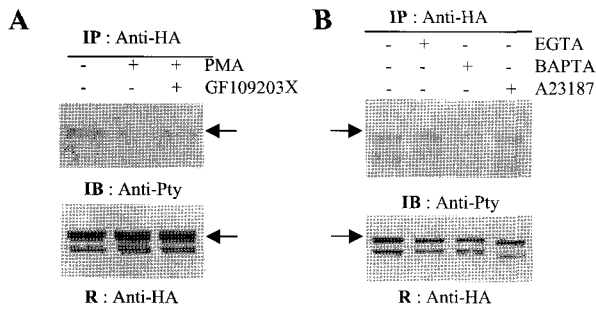 A
IP : Anti-HA
- + + PMA
- - + GF109203X
IB : Anti-Pty
R : Anti-HA
B
IP : Anti-HA
- + - - EGTA
- - + - BAPTA
- - - + A23187
IB : Anti-Pty
R : Anti-HA